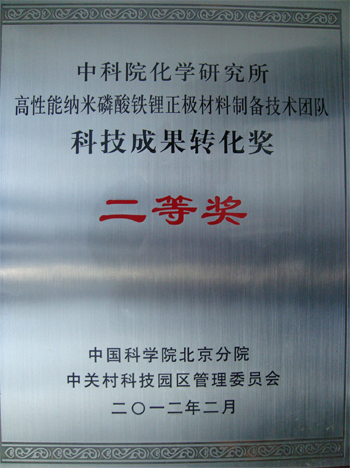 中科院化学研究所
高性能纳米磷酸铁锂正极材料制备技术团队
科技成果转化奖
二等奖
中国科学院北京分院
中关村科技园区管理委员会
二〇一二年二月